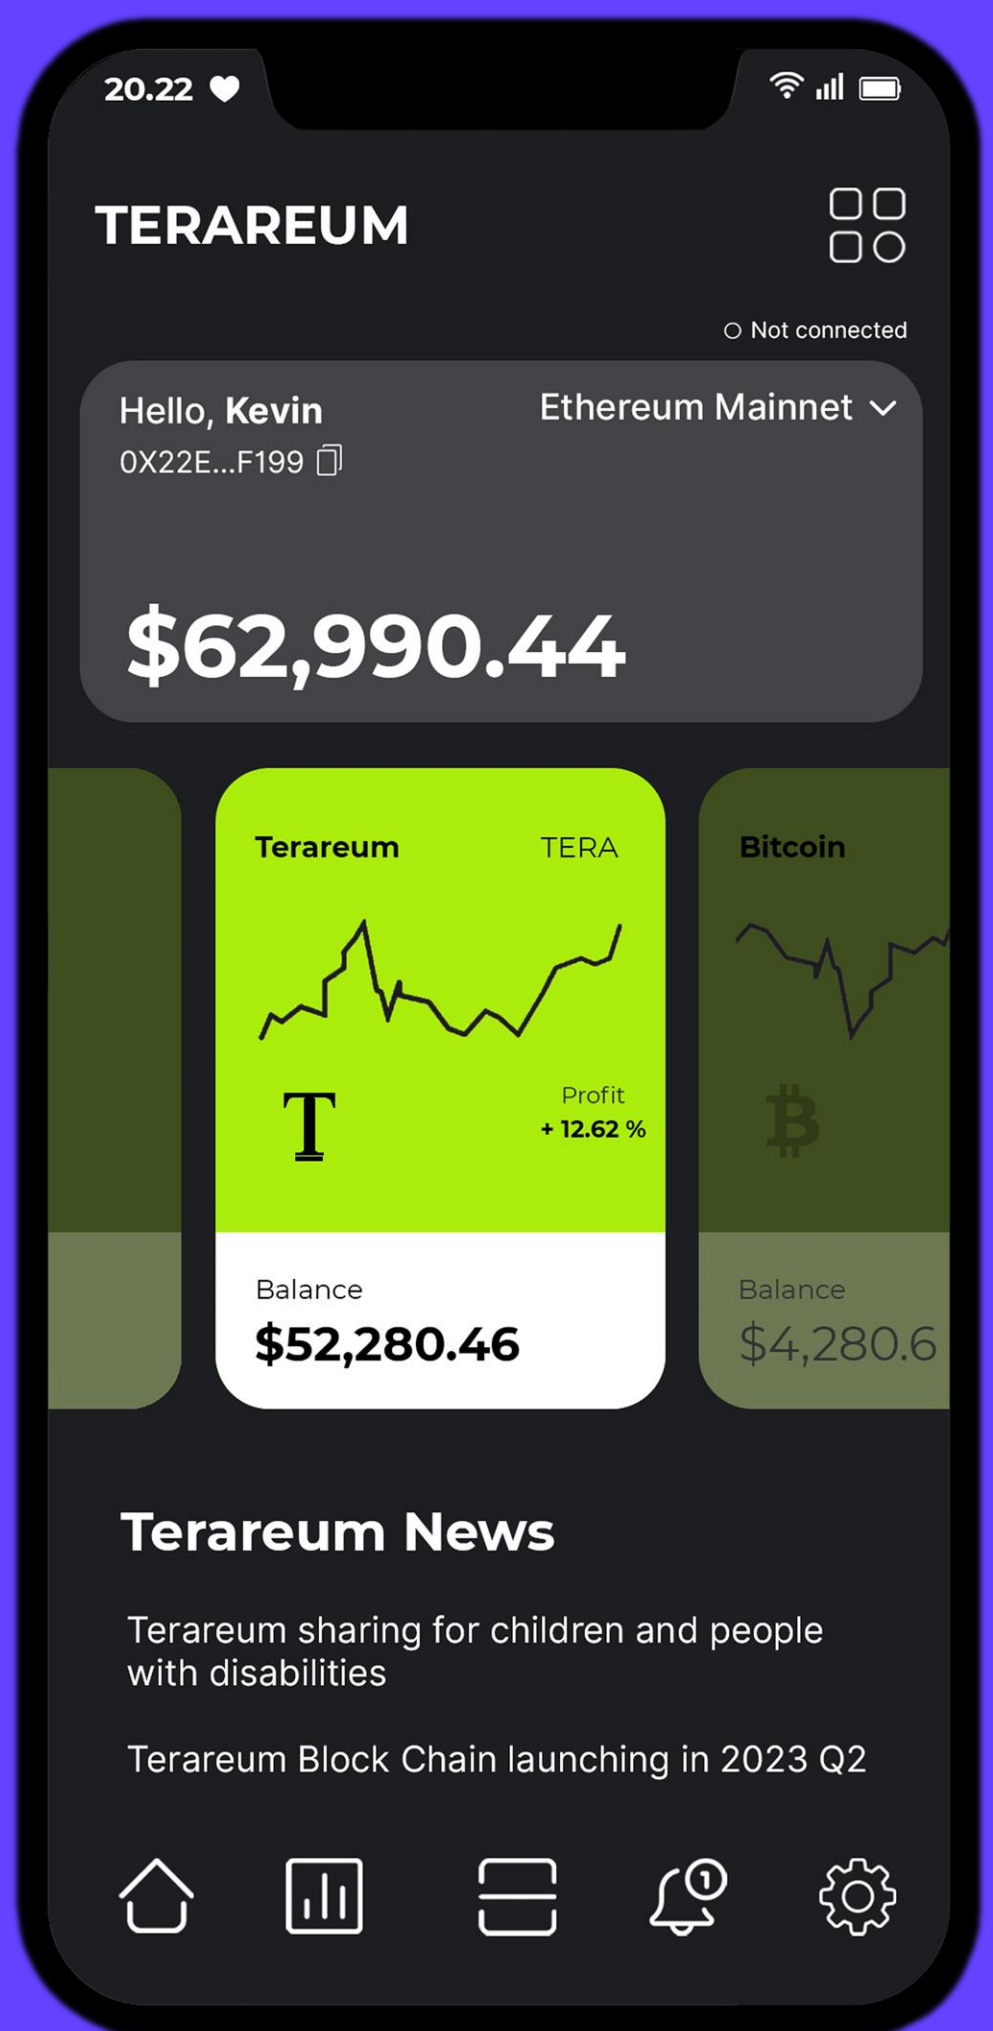 20.22
TERAREUM
Not connected
Hello, Kevin
Ethereum Mainnet
0X22E...F199
$62,990.44
Terareum TERA
Bitcoin
T
Profit
+ 12.62 %
Balance
$52,280.46
Balance
$4,280.6
Terareum News
Terareum sharing for children and people
with disabilities
Terareum Block Chain launching in 2023 Q2
1